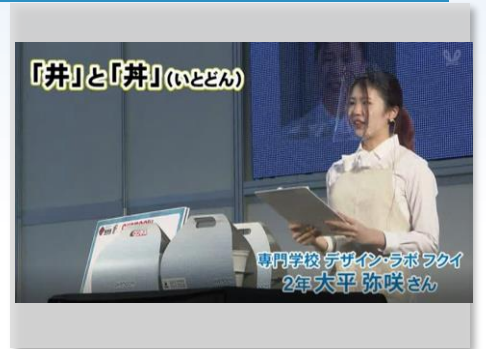 「井」と「丼」(いとどん)
専門学校 デザイン・ラボ フクイ
2年 大平 弥咲さん